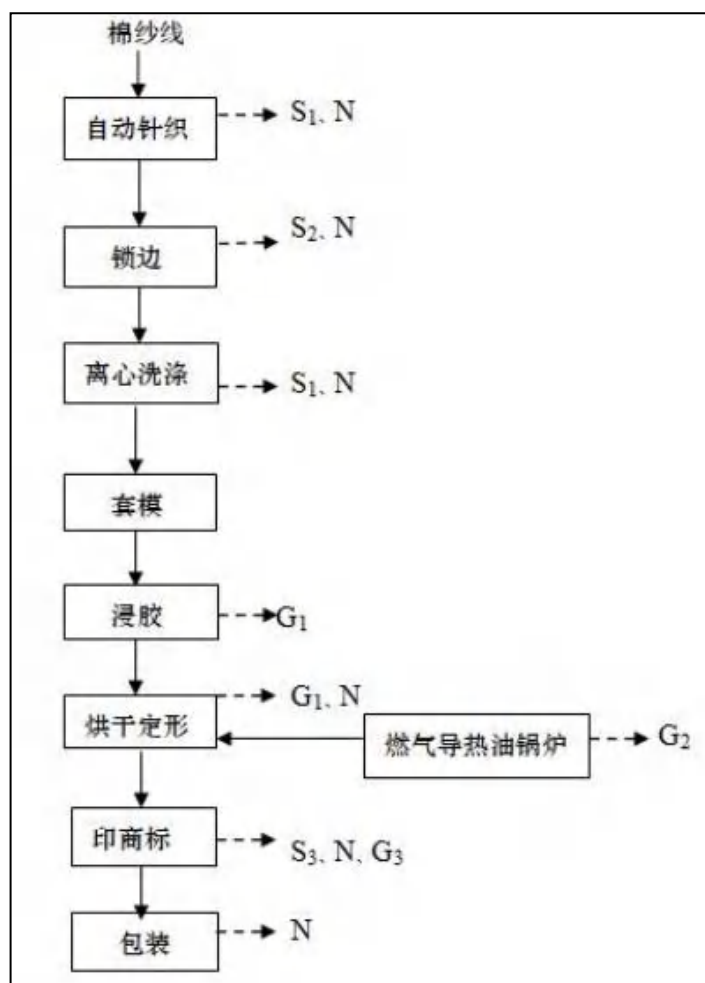 棉纱线
自动针织
S₁、N
锁边
S₂、N
离心洗涤
S₁、N
套模
浸胶
G₁
烘干定形
G₁、N
燃气导热油锅炉
G₂
印商标
S₃、N、G₃
包装
N